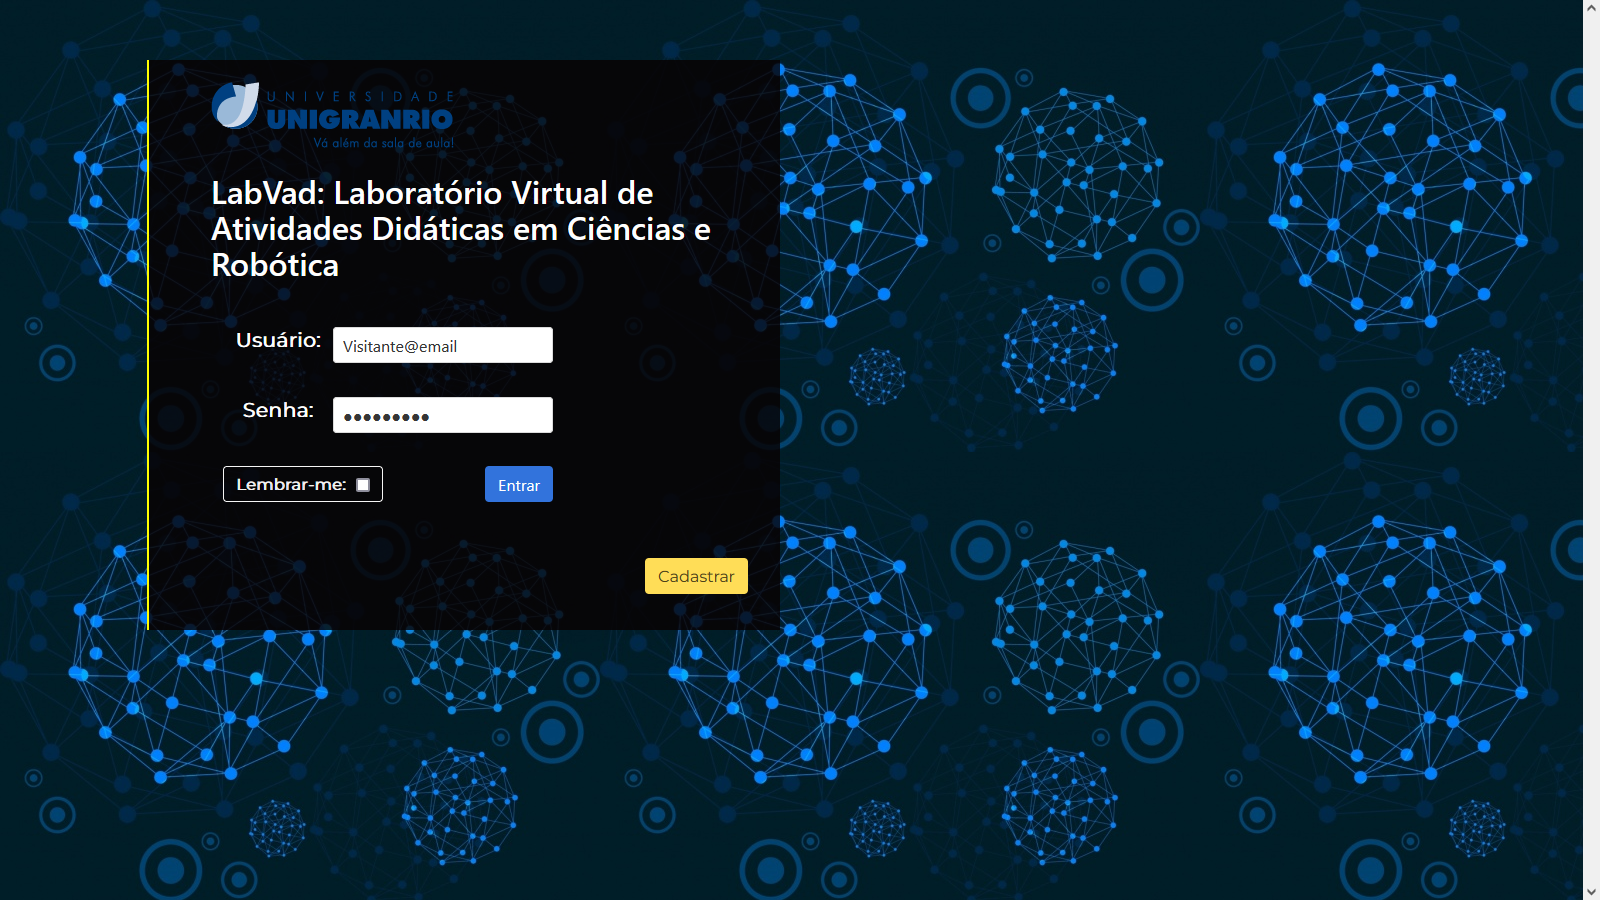 UNIVERSIDADE
UNIGRANRIO
Vá além da sala de aula!
LabVad: Laboratório Virtual de
Atividades Didáticas em Ciências e
Robótica
Usuário: Visitante@email
Senha: •••••••••
Lembrar-me:
Entrar
Cadastrar